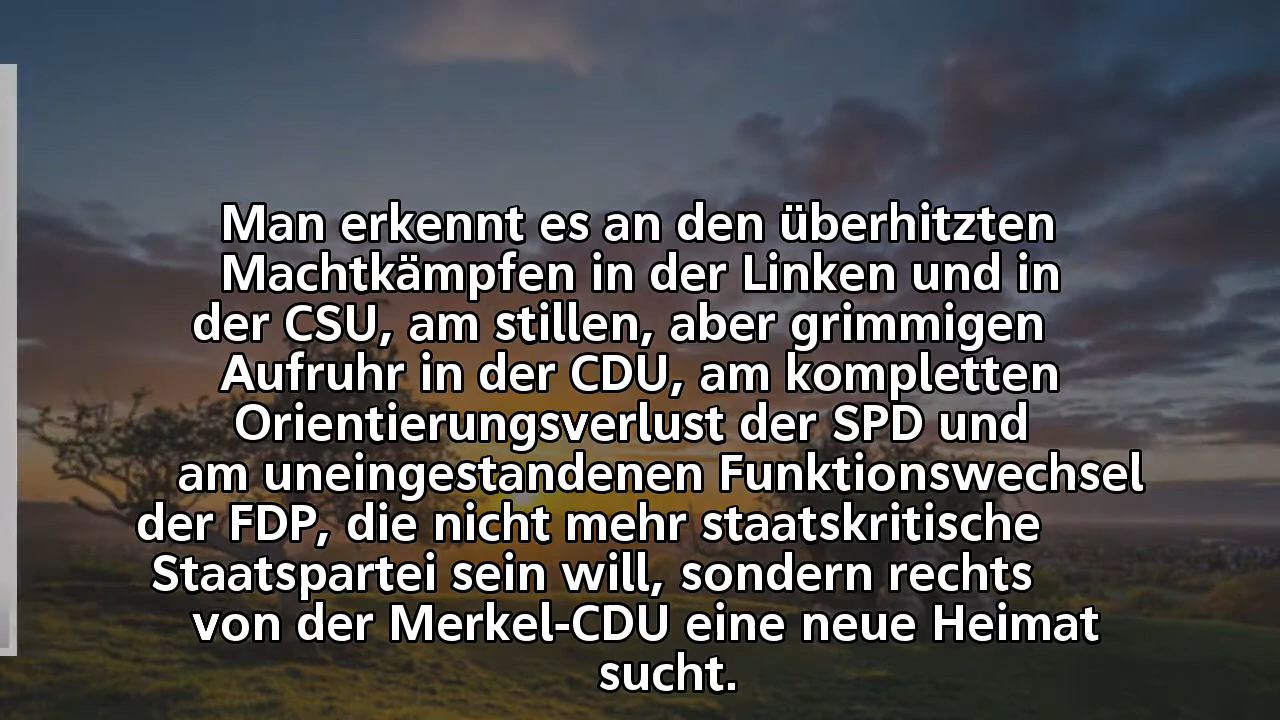 Man erkennt es an den überhitzten
Machtkämpfen in der Linken und in
der CSU, am stillen, aber grimmigen
Aufruhr in der CDU, am kompletten
Orientierungsverlust der SPD und
am uneingestandenen Funktionswechsel
der FDP, die nicht mehr staatskritische
Staatspartei sein will, sondern rechts
von der Merkel-CDU eine neue Heimat
sucht.